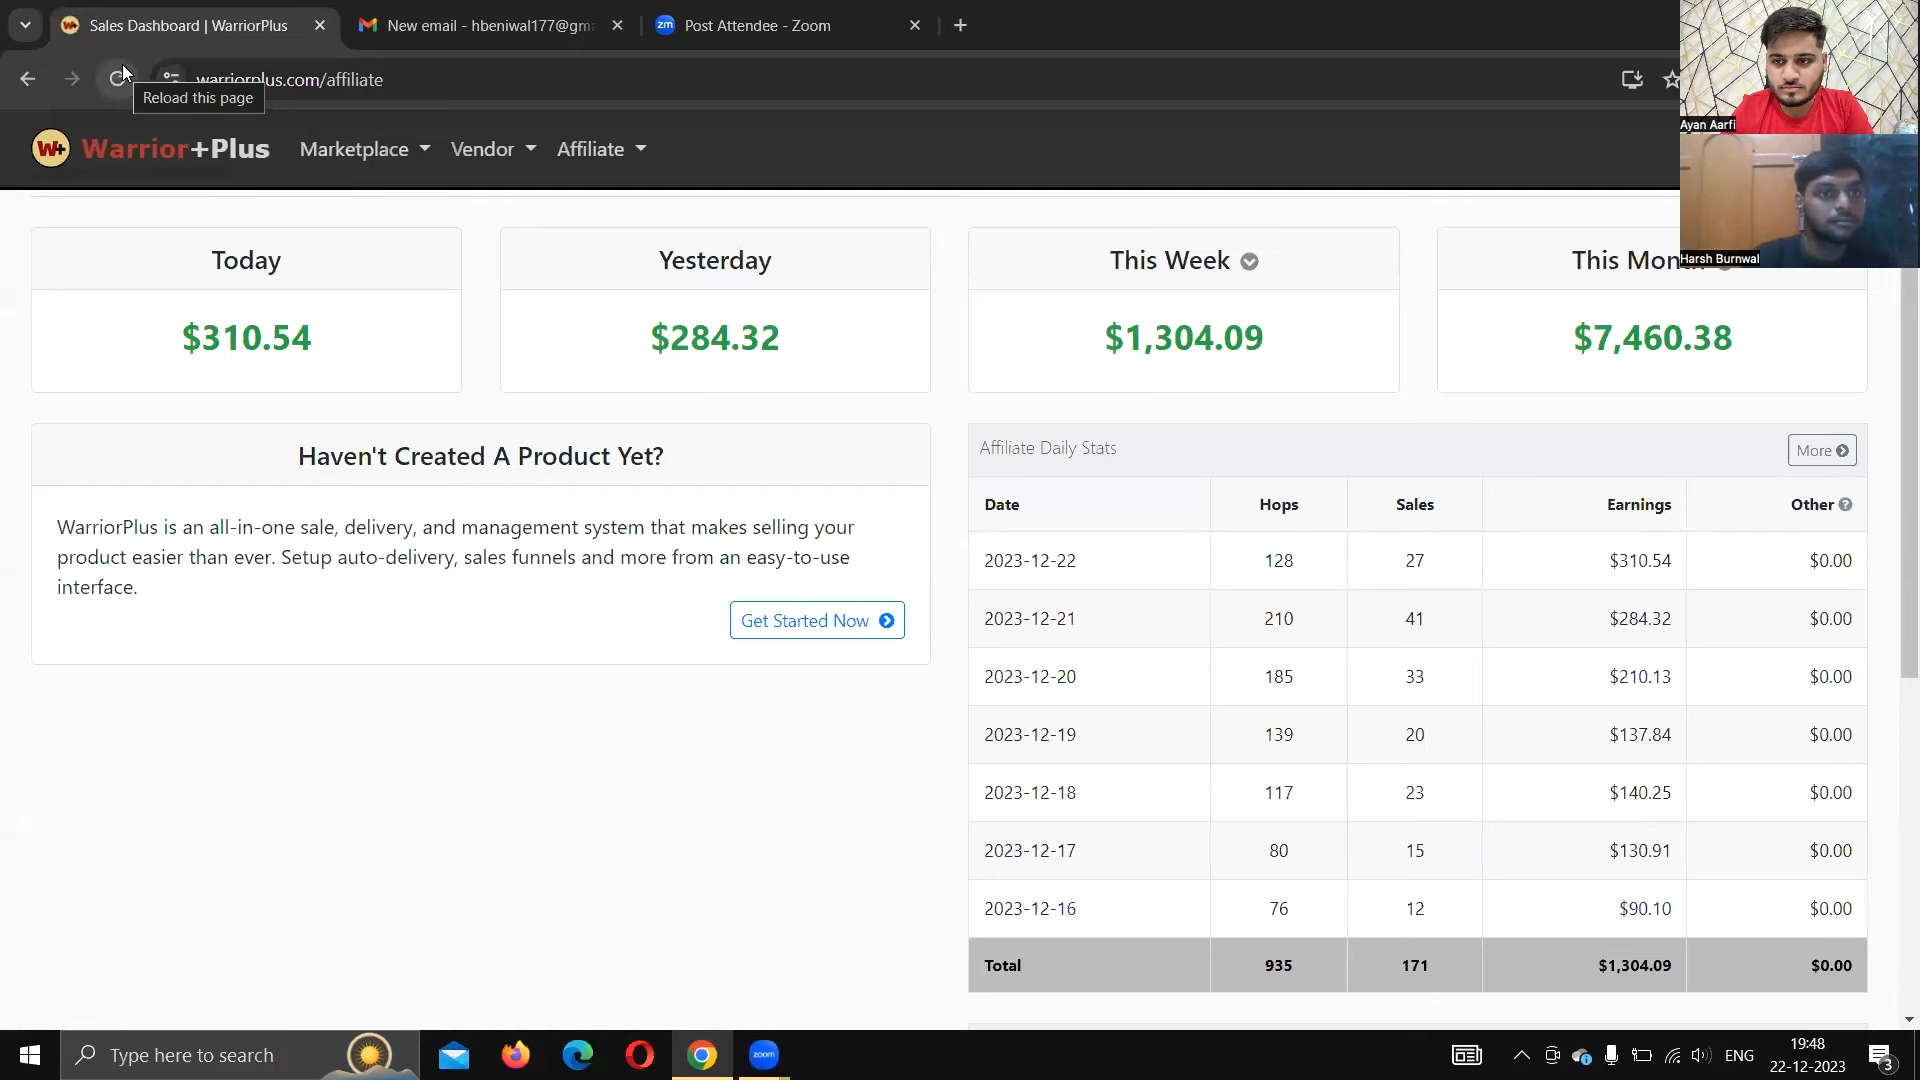 Sales Dashboard | WarriorPlus
New email - hbeniwal177@gm
zm
Post Attendee - Zoom
warriorplus.com/affiliate
Reload this page
W+ Warrior+Plus
Marketplace
Vendor
Affiliate
Ayan Aarfi
Harsh Burnwal
Today
Yesterday
This Week
This Mon
$310.54
$284.32
$1,304.09
$7,460.38
Haven't Created A Product Yet?
WarriorPlus is an all-in-one sale, delivery, and management system that makes selling your
product easier than ever. Setup auto-delivery, sales funnels and more from an easy-to-use
interface.
Get Started Now
Affiliate Daily Stats
More
Date Hops Sales Earnings Other
2023-12-22 128 27 $310.54 $0.00
2023-12-21 210 41 $284.32 $0.00
2023-12-20 185 33 $210.13 $0.00
2023-12-19 139 20 $137.84 $0.00
2023-12-18 117 23 $140.25 $0.00
2023-12-17 80 15 $130.91 $0.00
2023-12-16 76 12 $90.10 $0.00
Total 935 171 $1,304.09 $0.00
Type here to search
zoom
ENG
19:48
22-12-2023
3